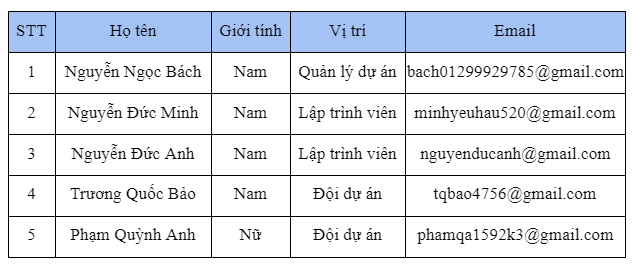 STT Họ tên Giới tính Vị trí Email
1 Nguyễn Ngọc Bách Nam Quản lý dự án bach01299929785@gmail.com
2 Nguyễn Đức Minh Nam Lập trình viên minhyeuhau520@gmail.com
3 Nguyễn Đức Anh Nam Lập trình viên nguyenducanh@gmail.com
4 Trương Quốc Bảo Nam Đội dự án tqbao4756@gmail.com
5 Phạm Quỳnh Anh Nữ Đội dự án phamqa1592k3@gmail.com